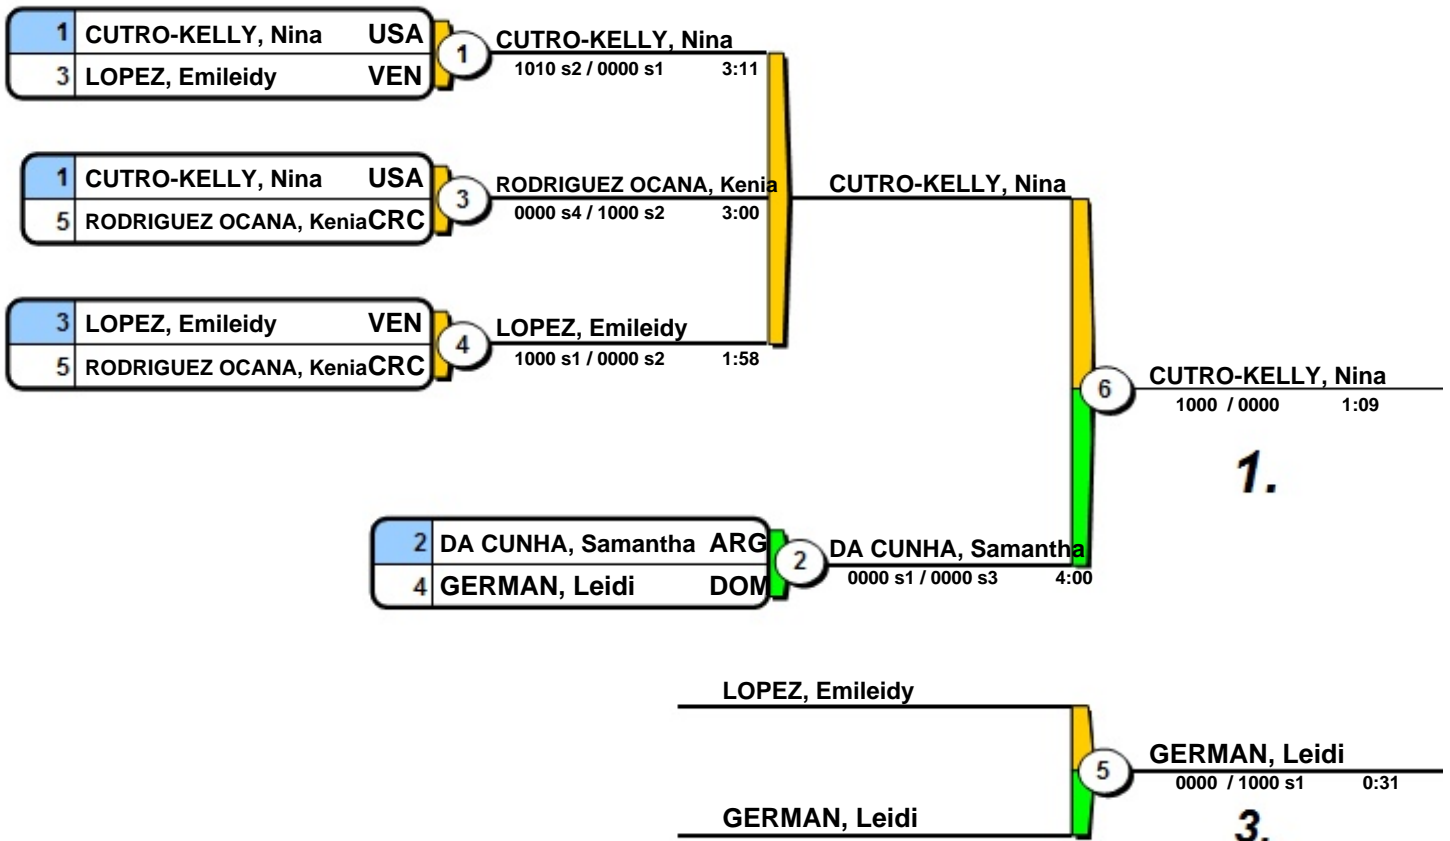 1 CUTRO-KELLY, Nina USA
3 LOPEZ, Emileidy VEN
1 CUTRO-KELLY, Nina
1010 s2 / 0000 s1 3:11
1 CUTRO-KELLY, Nina USA
5 RODRIGUEZ OCANA, Kenia CRC
3 RODRIGUEZ OCANA, Kenia
0000 s4 / 1000 s2 3:00
CUTRO-KELLY, Nina
3 LOPEZ, Emileidy VEN
5 RODRIGUEZ OCANA, Kenia CRC
4 LOPEZ, Emileidy
1000 s1 / 0000 s2 1:58
6 CUTRO-KELLY, Nina
1000 / 0000 1:09
1.
2 DA CUNHA, Samantha ARG
4 GERMAN, Leidi DOM
2 DA CUNHA, Samantha
0000 s1 / 0000 s3 4:00
LOPEZ, Emileidy
GERMAN, Leidi
5 GERMAN, Leidi
0000 / 1000 s1 0:31
3.